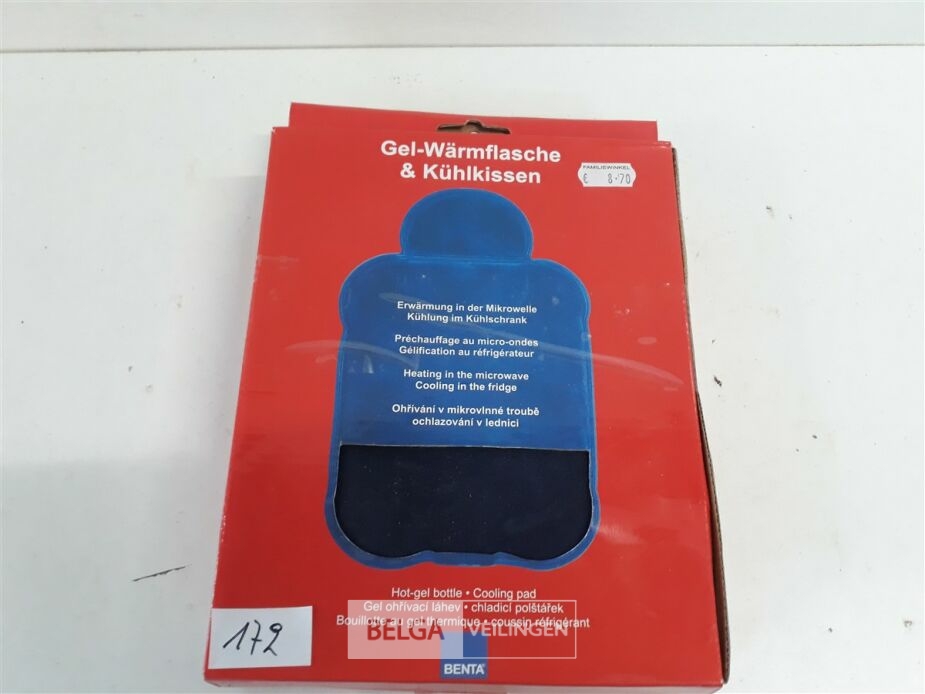 Gel-Wärmflasche
& Kühlkissen
FAMILIEWINKEL
€ 8.70
Erwärmung in der Mikrowelle
Kühlung im Kühlschrank
Préchauffage au micro-ondes
Gélification au réfrigérateur
Heating in the microwave
Cooling in the fridge
Ohřívání v mikrovlnné troubě
ochlazování v lednici
Hot-gel bottle • Cooling pad
Gel ohřívací láhev • chladicí polštářek
Bouillotte au gel thermique • coussin réfrigérant
BELGA VEILINGEN
172
BENTA